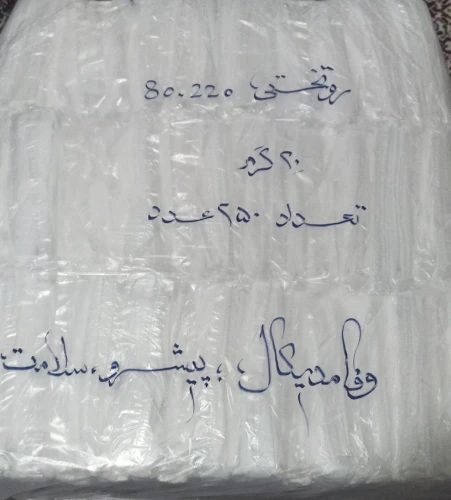 روتختی 80.220
۲۰ گرم
تعداد ۲۵۰ عدد
وفا مدیکال، پیشرو، سلامت